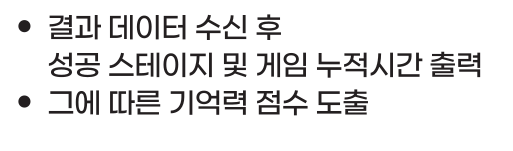 • 결과 데이터 수신 후
성공 스테이지 및 게임 누적시간 출력
• 그에 따른 기억력 점수 도출